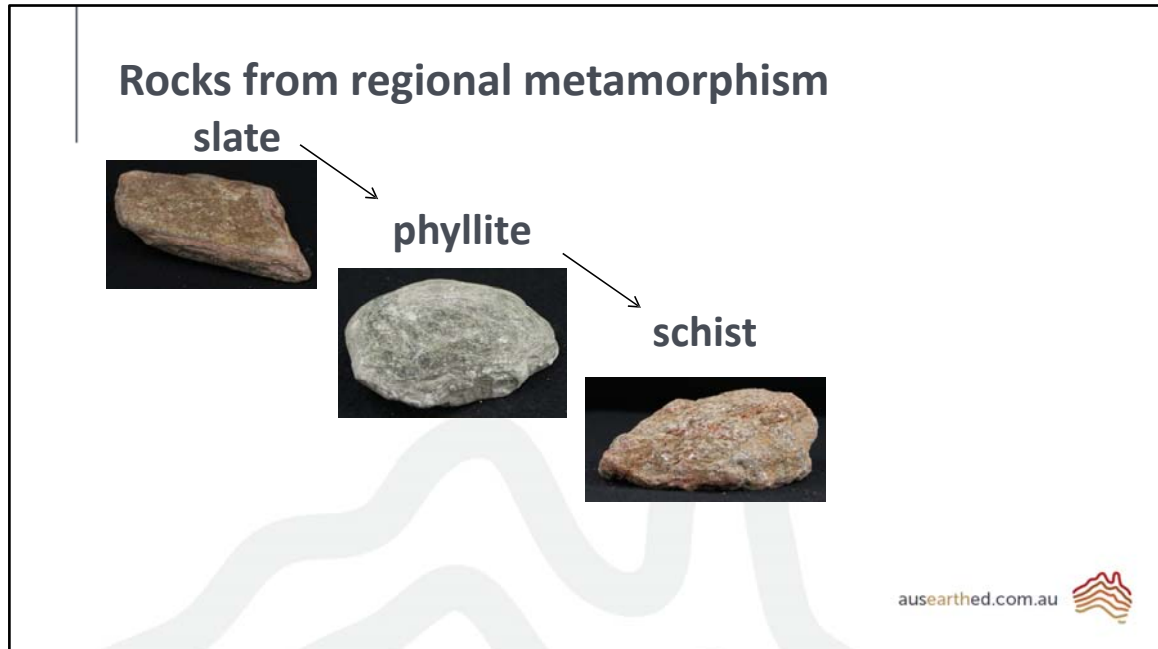 Rocks from regional metamorphism
slate
phyllite
schist
ausearthed.com.au